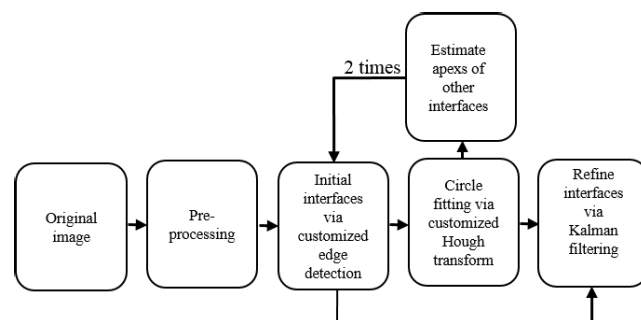 Estimate
apexs of
other
interfaces
2 times
Original
image
Pre-
processing
Initial
interfaces
via
customized
edge
detection
Circle
fitting via
customized
Hough
transform
Refine
interfaces
via
Kalman
filtering